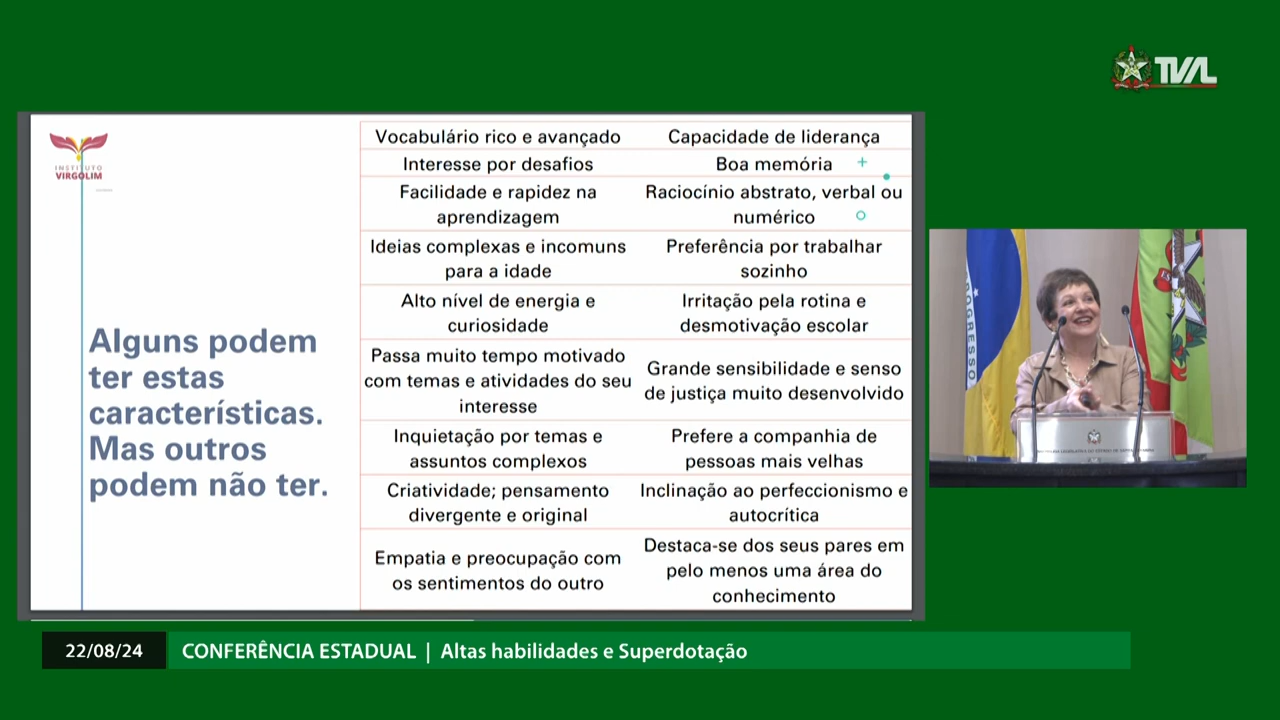 TVAL
INSTITUTO
VIRGOLIM
Alguns podem
ter estas
características.
Mas outros
podem não ter.
Vocabulário rico e avançado
Capacidade de liderança
Interesse por desafios
Boa memória
Facilidade e rapidez na
aprendizagem
Raciocínio abstrato, verbal ou
numérico
Ideias complexas e incomuns
para a idade
Preferência por trabalhar
sozinho
Alto nível de energia e
curiosidade
Irritação pela rotina e
desmotivação escolar
Passa muito tempo motivado
com temas e atividades do seu
interesse
Grande sensibilidade e senso
de justiça muito desenvolvido
Inquietação por temas e
assuntos complexos
Prefere a companhia de
pessoas mais velhas
Criatividade; pensamento
divergente e original
Inclinação ao perfeccionismo e
autocrítica
Empatia e preocupação com
os sentimentos do outro
Destaca-se dos seus pares em
pelo menos uma área do
conhecimento
PROGRESSO
22/08/24
CONFERÊNCIA ESTADUAL | Altas habilidades e Superdotação